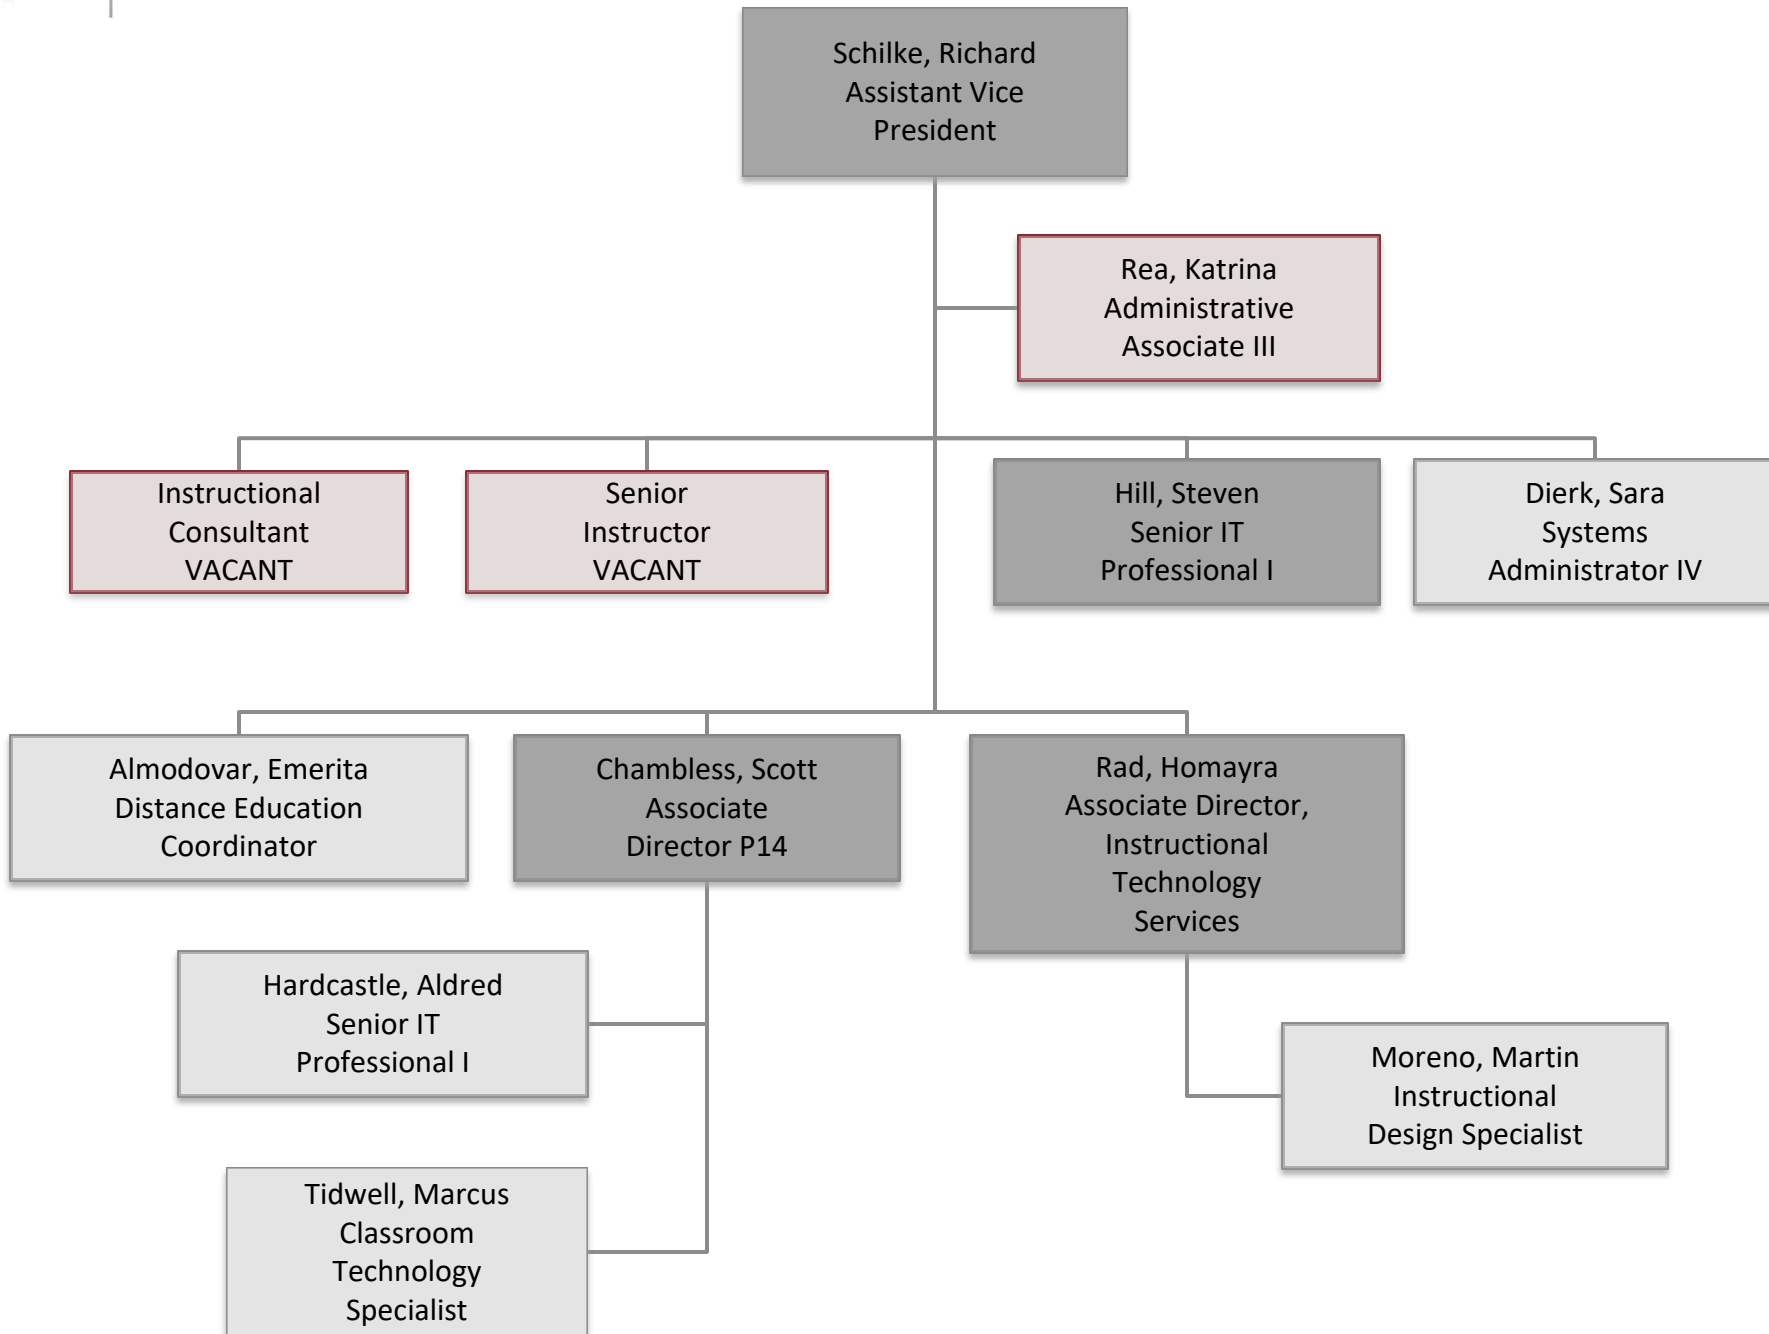 Schilke, Richard
Assistant Vice
President
Rea, Katrina
Administrative
Associate III
Instructional
Consultant
VACANT
Senior
Instructor
VACANT
Hill, Steven
Senior IT
Professional I
Dierk, Sara
Systems
Administrator IV
Almodovar, Emerita
Distance Education
Coordinator
Chambless, Scott
Associate
Director P14
Rad, Homayra
Associate Director,
Instructional
Technology
Services
Hardcastle, Aldred
Senior IT
Professional I
Moreno, Martin
Instructional
Design Specialist
Tidwell, Marcus
Classroom
Technology
Specialist